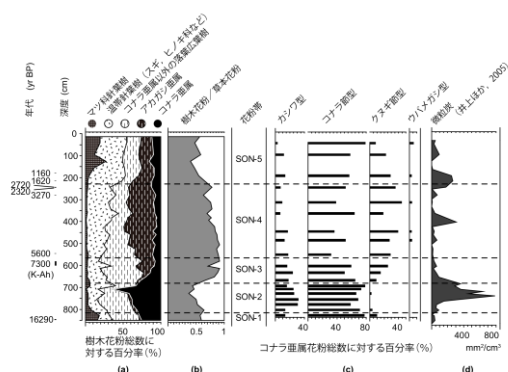 年代 (yr BP)
深度 (cm)
マツ科針葉樹
温帯針葉樹(スギ、ヒノキ科など)
コナラ亜属以外の落葉広葉樹
アカガシ亜属
コナラ亜属
樹木花粉/草本花粉
花粉帯
カシワ型
コナラ節型
クヌギ節型
ウバメガシ型
微粒炭 (井上ほか, 2005)
0
100
1160
1620
200
2720
2320
3270
300
400
5600
500
7300
(K-Ah)
600
700
800
16290
SON-5
SON-4
SON-3
SON-2
SON-1
0 50 100 0.5 1 40 40 80 40 400 800
樹木花粉総数に
対する百分率(%)
コナラ亜属花粉総数に対する百分率(%)
mm²/cm³
(a) (b) (c) (d)